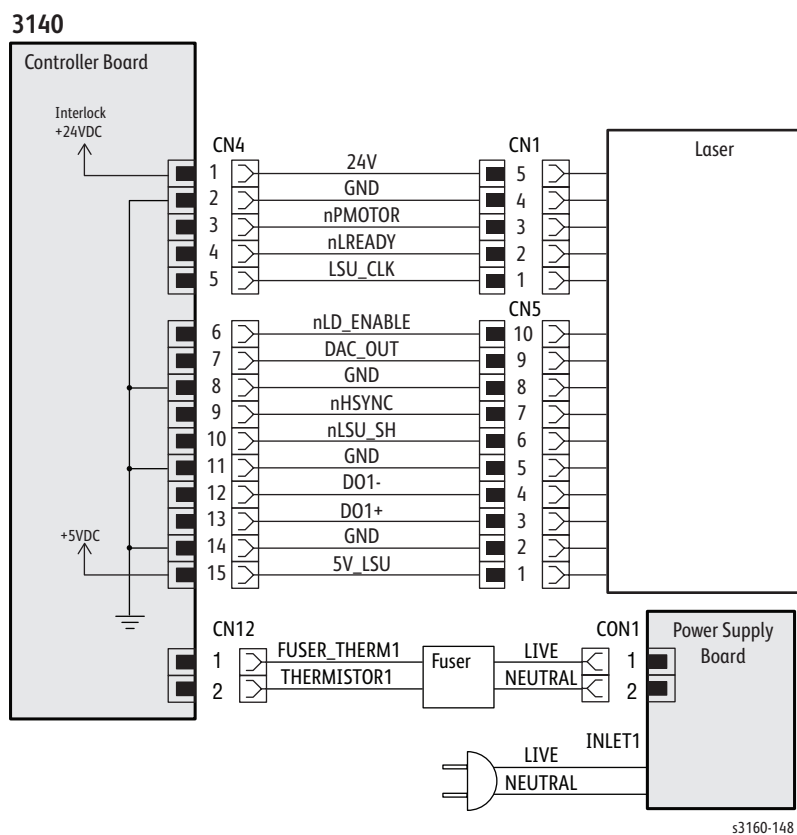 3140
Controller Board
Interlock
+24VDC
CN4
CN1
Laser
1 24V 5
2 GND 4
3 nPMOTOR 3
4 nLREADY 2
5 LSU_CLK 1
CN5
6 nLD_ENABLE 10
7 DAC_OUT 9
8 GND 8
9 nHSYNC 7
10 nLSU_SH 6
11 GND 5
12 DO1- 4
13 DO1+ 3
+5VDC
14 GND 2
15 5V_LSU 1
CN12
CON1
Power Supply
Board
1 FUSER_THERM1 Fuser LIVE 1
2 THERMISTOR1 NEUTRAL 2
INLET1
LIVE
NEUTRAL
s3160-148